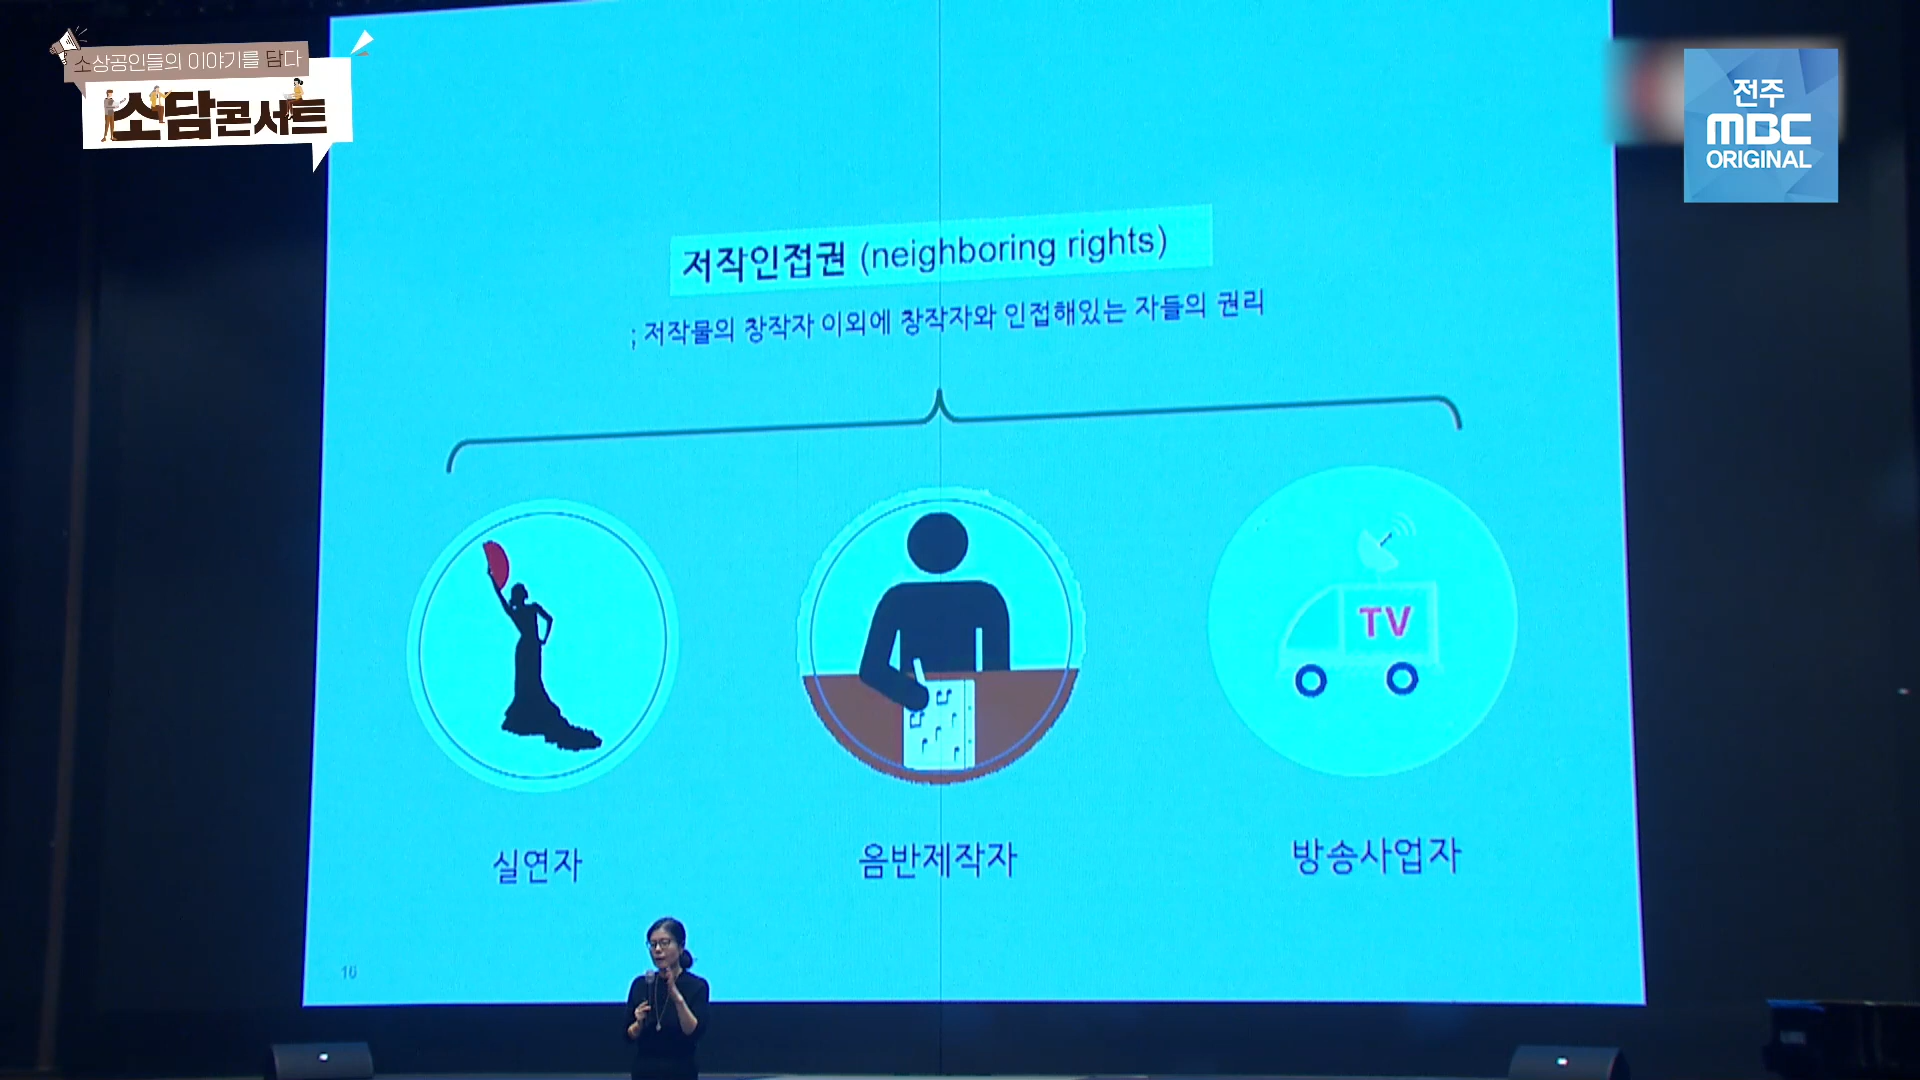 소상공인들의 이야기를 담다
소담콘서트
전주
MBC
ORIGINAL
저작인접권 (neighboring rights)
; 저작물의 창작자 이외에 창작자와 인접해있는 자들의 권리
TV
실연자
음반제작자
방송사업자
16